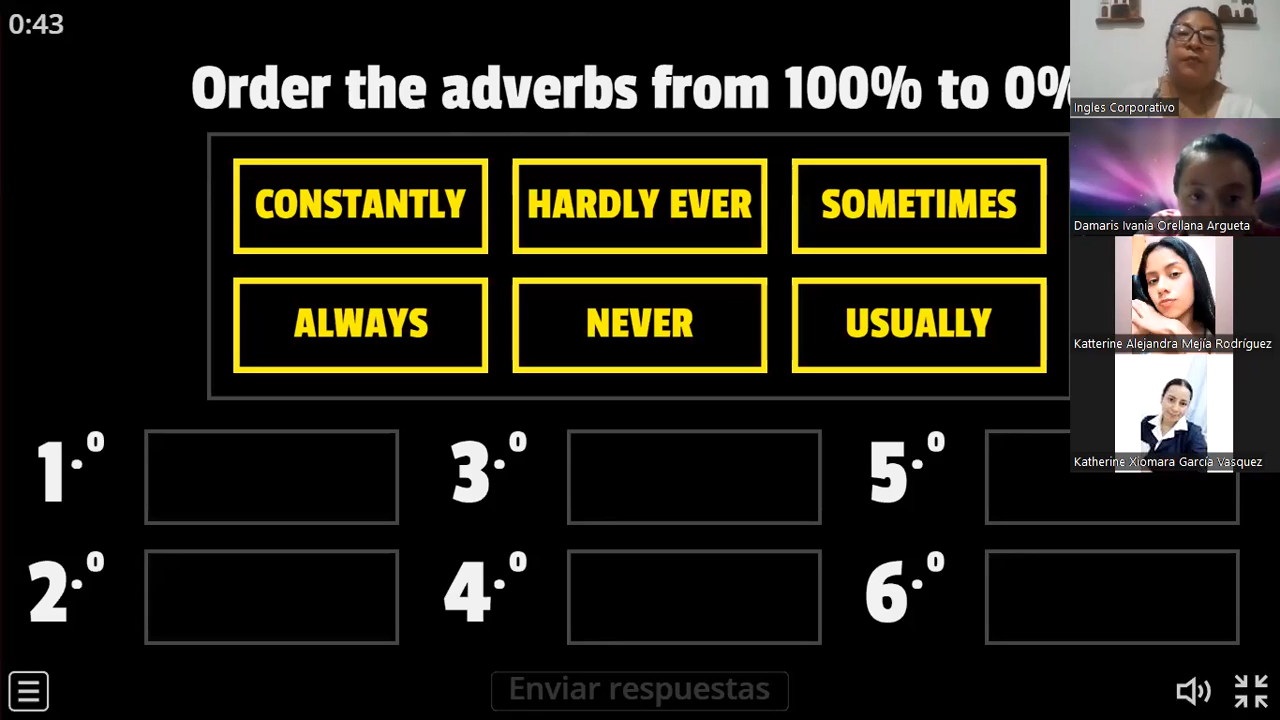 0:43
Order the adverbs from 100% to 0%
CONSTANTLY
HARDLY EVER
SOMETIMES
ALWAYS
NEVER
USUALLY
1.º
3.º
5.º
2.º
4.º
6.º
Enviar respuestas
Ingles Corporativo
Damaris Ivania Orellana Argueta
Katterine Alejandra Mejía Rodríguez
Katherine Xiomara García Vasquez